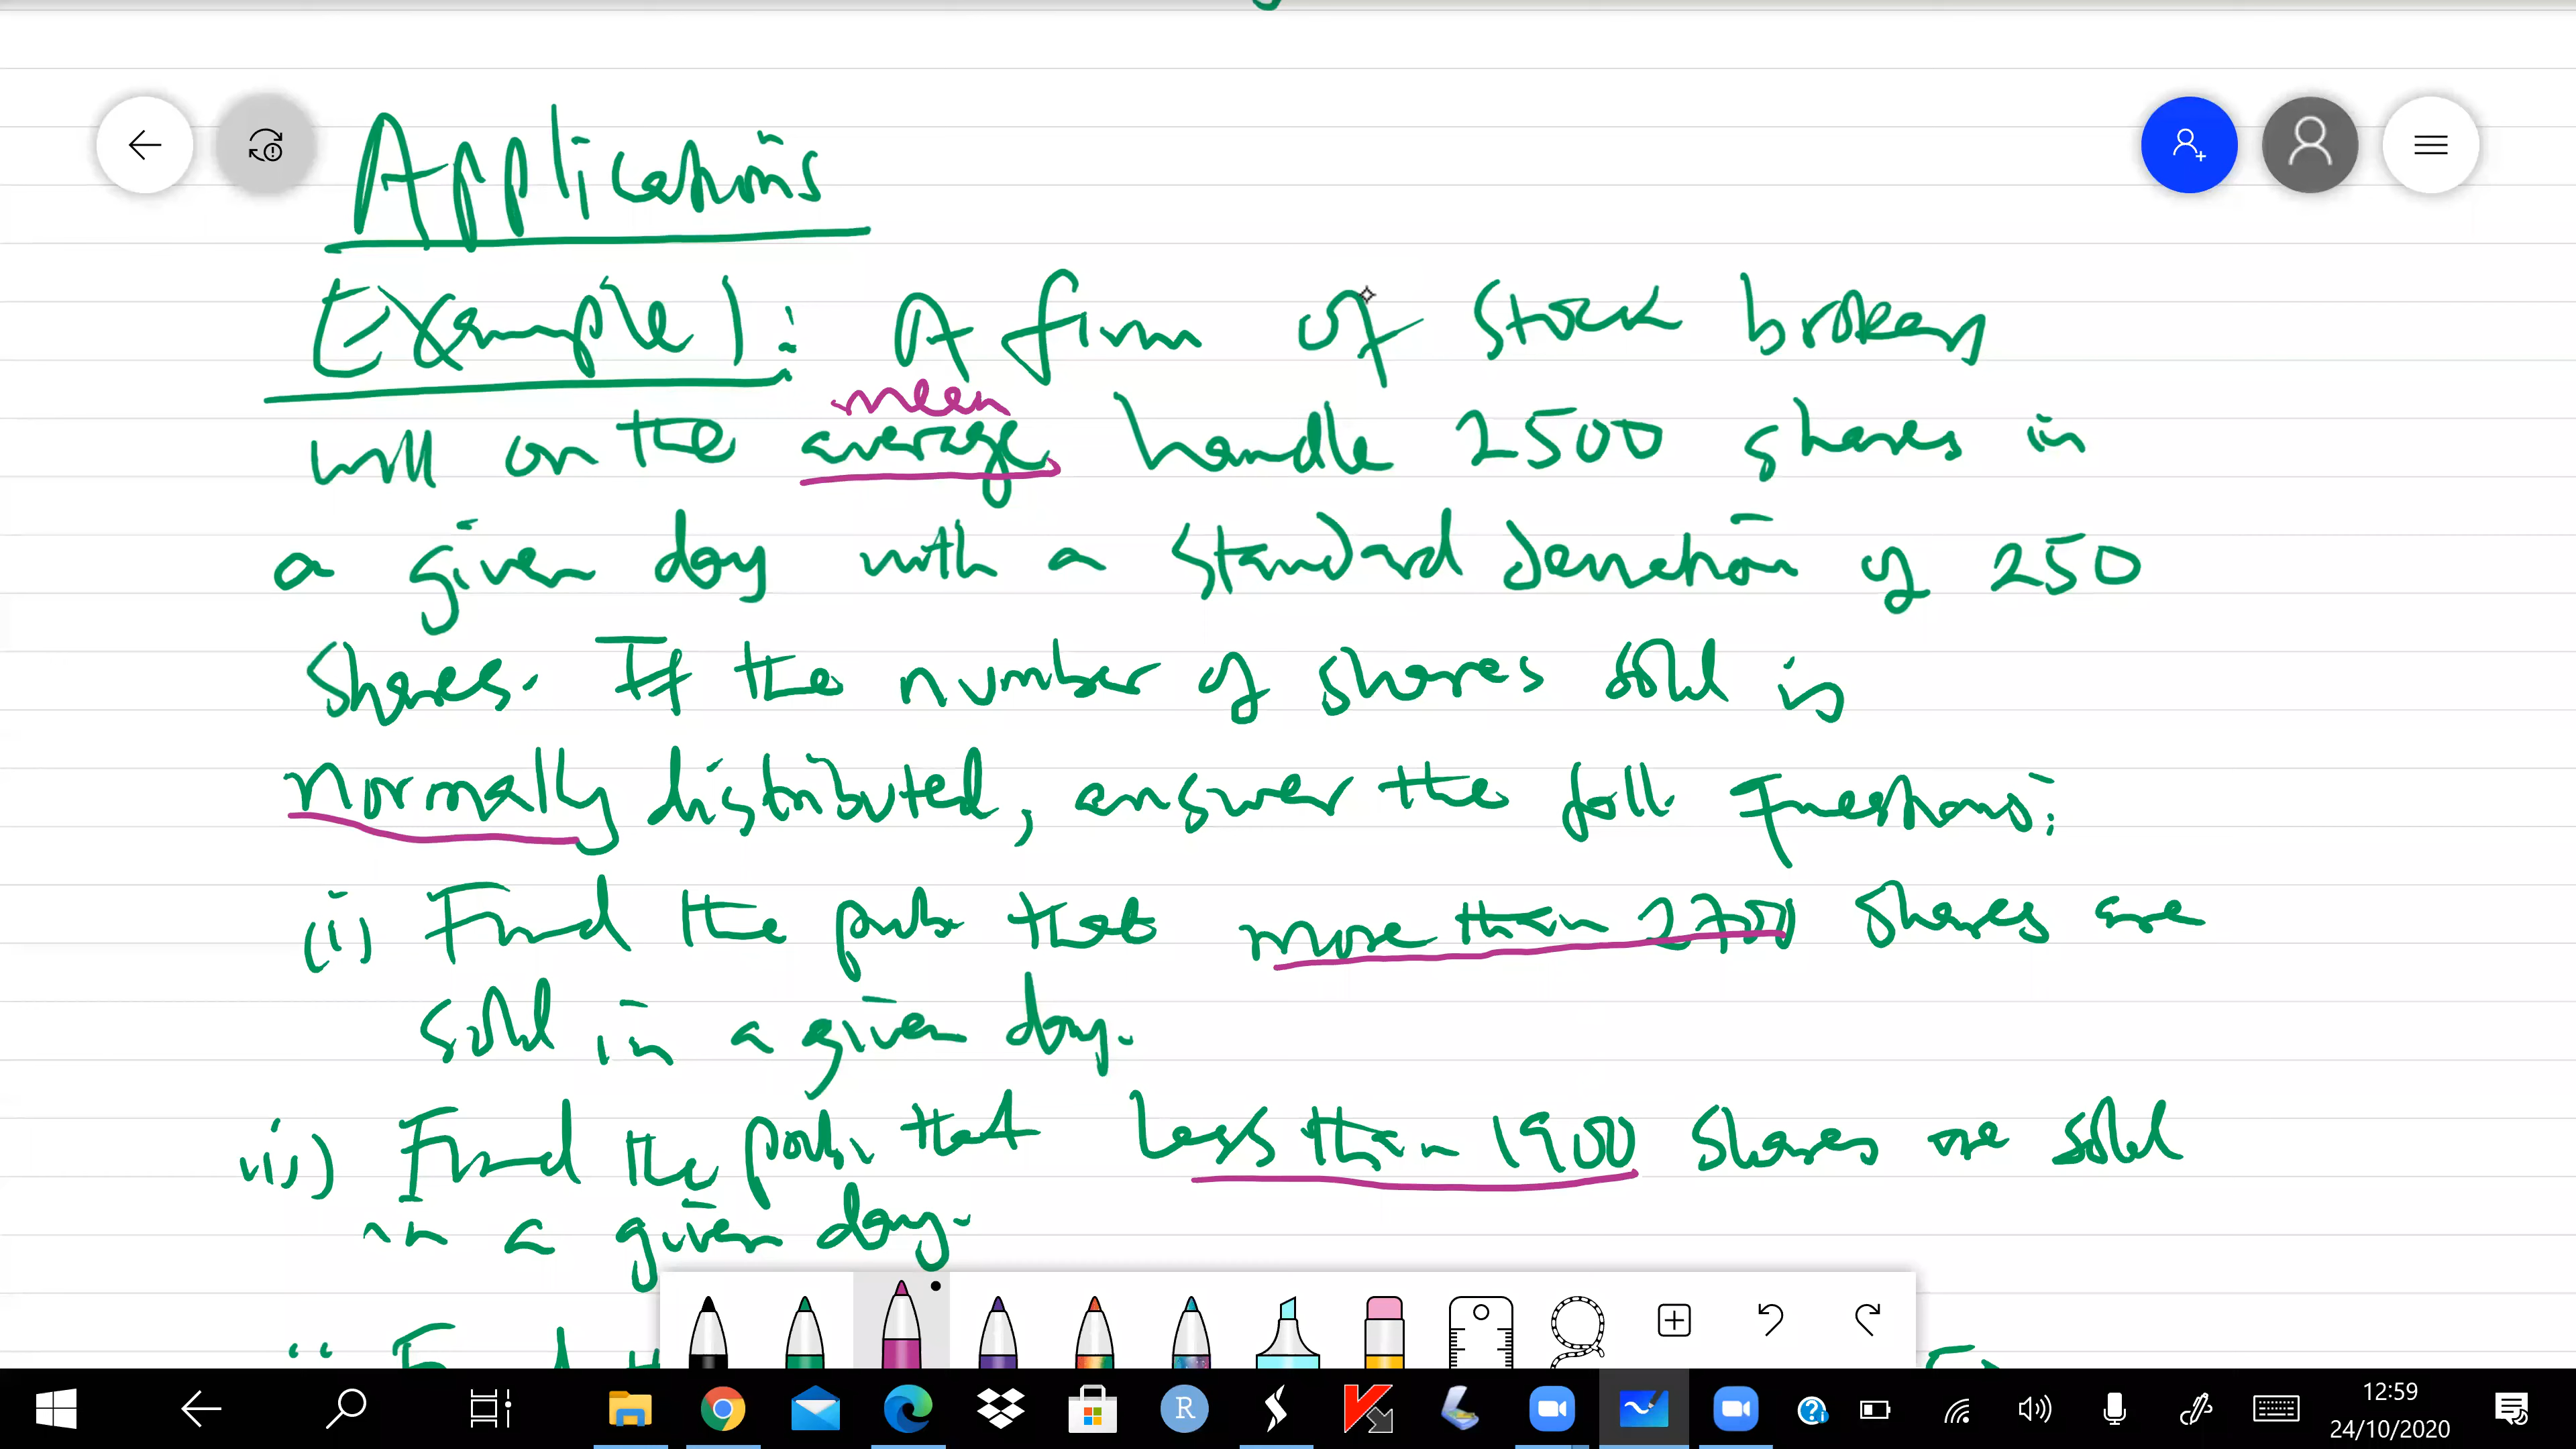 Applications
Example 1: A firm of stock brokers
mean
will on the average handle 2500 shares in
a given day with a standard deviation of 250
shares. If the number of shares sold is
normally distributed, answer the foll. questions:
(i) Find the prob that more than 2700 shares are
sold in a given day.
(ii) Find the prob. that less than 1900 shares are sold
in a given day.
R
12:59
24/10/2020